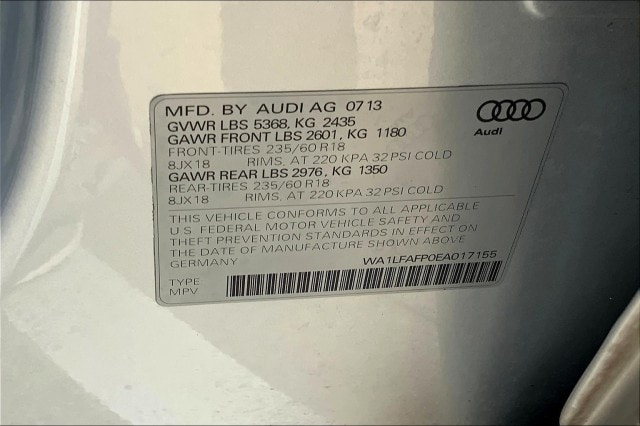 MFD. BY AUDI AG 0713
GVWR LBS 5368, KG 2435
GAWR FRONT LBS 2601, KG 1180
FRONT-TIRES 235/60 R18
8JX18 RIMS, AT 220 KPA 32 PSI COLD
GAWR REAR LBS 2976, KG 1350
REAR-TIRES 235/60 R18
8JX18 RIMS, AT 220 KPA 32 PSI COLD
Audi
THIS VEHICLE CONFORMS TO ALL APPLICABLE
U.S. FEDERAL MOTOR VEHICLE SAFETY AND
THEFT PREVENTION STANDARDS IN EFFECT ON
THE DATE OF MANUFACTURE SHOWN ABOVE
GERMANY WA1LFAFP0EA017155
TYPE
MPV